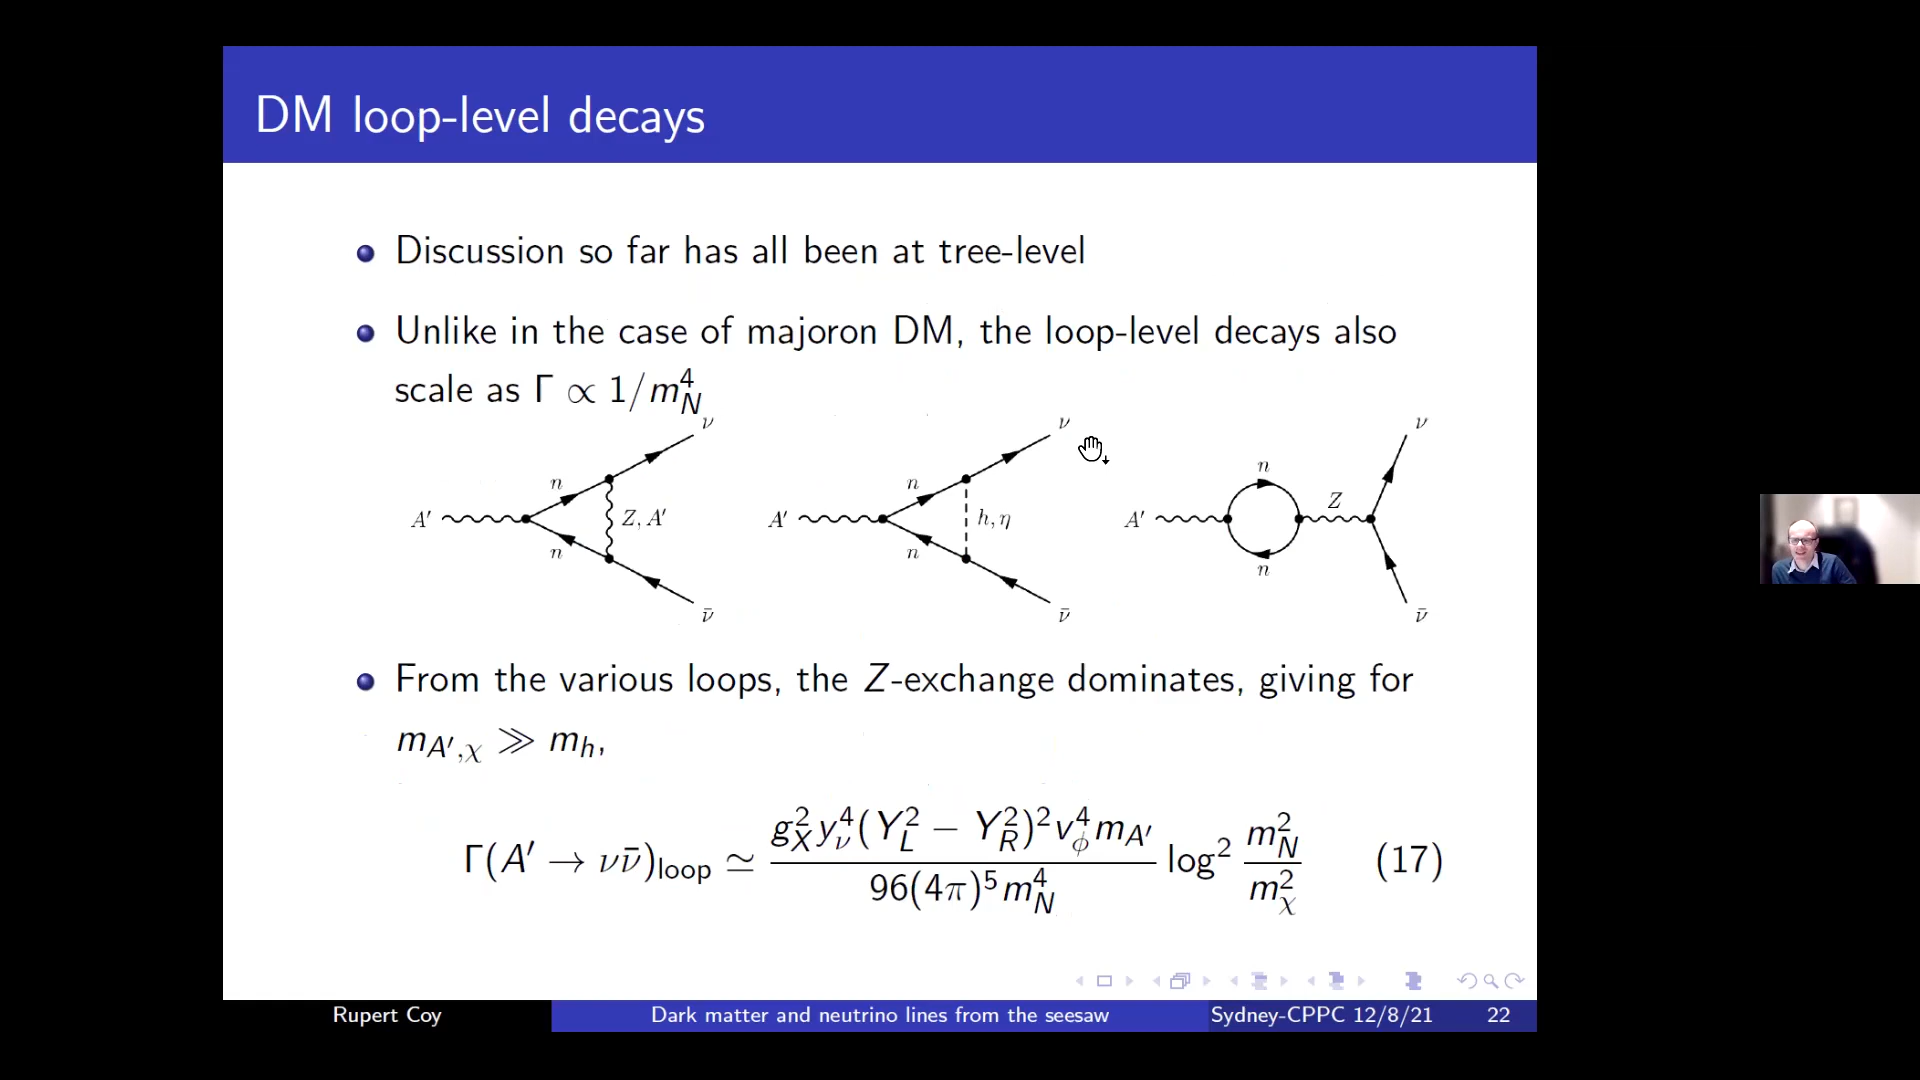 DM loop-level decays
Discussion so far has all been at tree-level
Unlike in the case of majoron DM, the loop-level decays also
scale as Γ ∝ 1/m_N^4
A′ n n Z, A′ ν ν̄
A′ n n h, η ν ν̄
A′ n n Z ν ν̄
From the various loops, the Z-exchange dominates, giving for
m_{A′,χ} ≫ m_h,
Γ(A′ → νν̄)_loop ≃ g_X^2 y_ν^4 (Y_L^2 − Y_R^2)^2 v_ϕ^4 m_{A′} / 96(4π)^5 m_N^4 log^2 m_N^2 / m_χ^2 (17)
Rupert Coy Dark matter and neutrino lines from the seesaw Sydney-CPPC 12/8/21 22